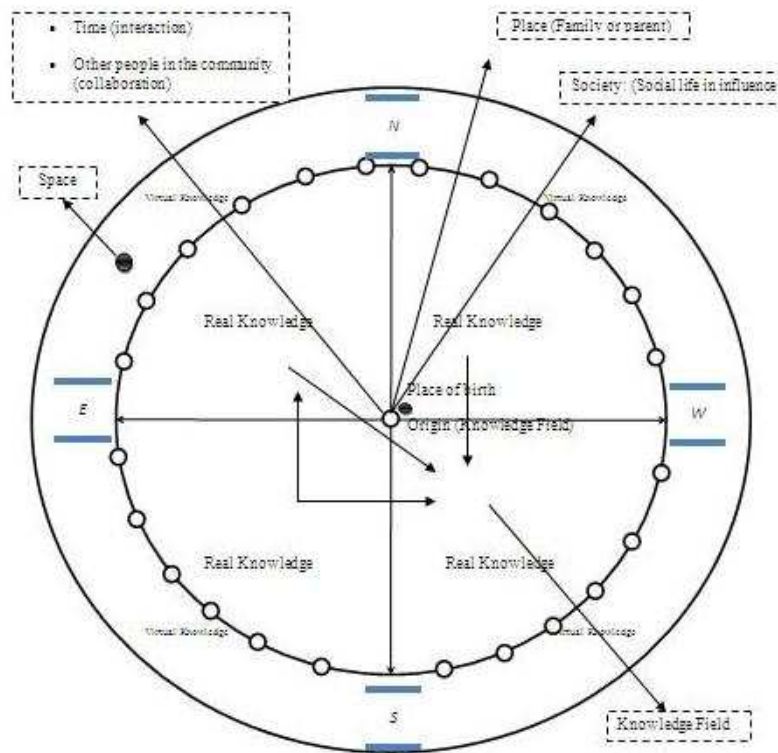 Time (interaction)
Other people in the community
(collaboration)
Place (Family or parent)
Society: (Social life in influence
N
Space
Virtual Knowledge
Virtual Knowledge
Real Knowledge
Real Knowledge
Place of birth
E
W
Origin (Knowledge Field)
Real Knowledge
Real Knowledge
Virtual Knowledge
Virtual Knowledge
S
Knowledge Field